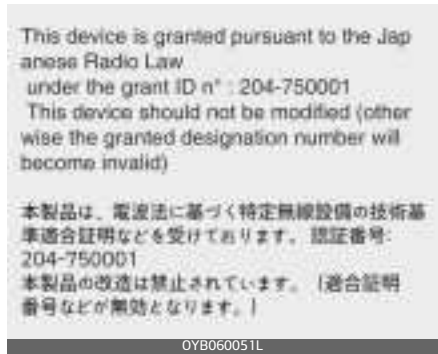 This device is granted pursuant to the Jap
anese Radio Law
under the grant ID n° : 204-750001
This device should not be modified (other
wise the granted designation number will
become invalid)
本製品は、電波法に基づく特定無線設備の技術基
準適合証明などを受けております。 認証番号:
204-750001
本製品の改造は禁止されています。 (適合証明
番号などが無効となります。)
0YB060051L